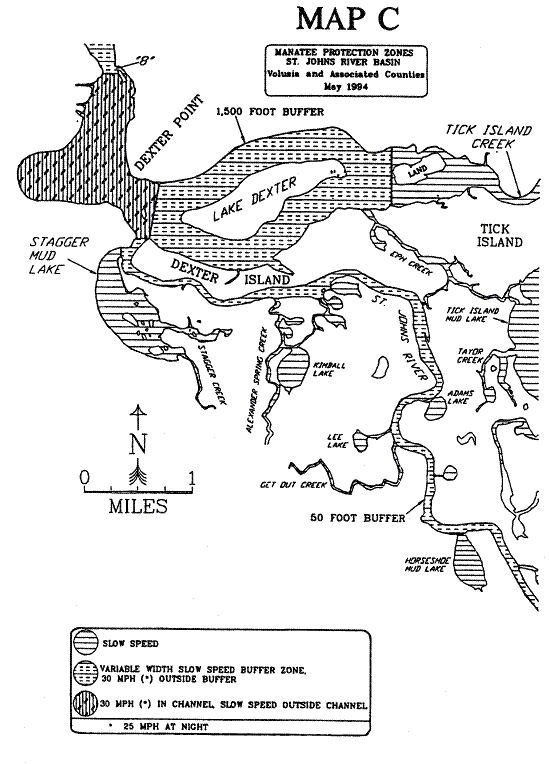 MAP C
MANATEE PROTECTION ZONES
ST. JOHNS RIVER BASIN
Volusia and Associated Counties
May 1994
"B"
DEXTER POINT
1,500 FOOT BUFFER
TICK ISLAND
CREEK
LAND
LAKE DEXTER
TICK
ISLAND
STAGGER
MUD
LAKE
EPH CREEK
DEXTER ISLAND
ST. JOHNS RIVER
TICK ISLAND
MUD LAKE
STAGGER CREEK
ALEXANDER SPRING CREEK
KIMBALL
LAKE
TAYOR
CREEK
ADAMS
LAKE
N
LEE
LAKE
0 1
MILES
GET OUT CREEK
50 FOOT BUFFER
HORSESHOE
MUD LAKE
SLOW SPEED
VARIABLE WIDTH SLOW SPEED BUFFER ZONE,
30 MPH (*) OUTSIDE BUFFER
30 MPH (*) IN CHANNEL, SLOW SPEED OUTSIDE CHANNEL
* 25 MPH AT NIGHT